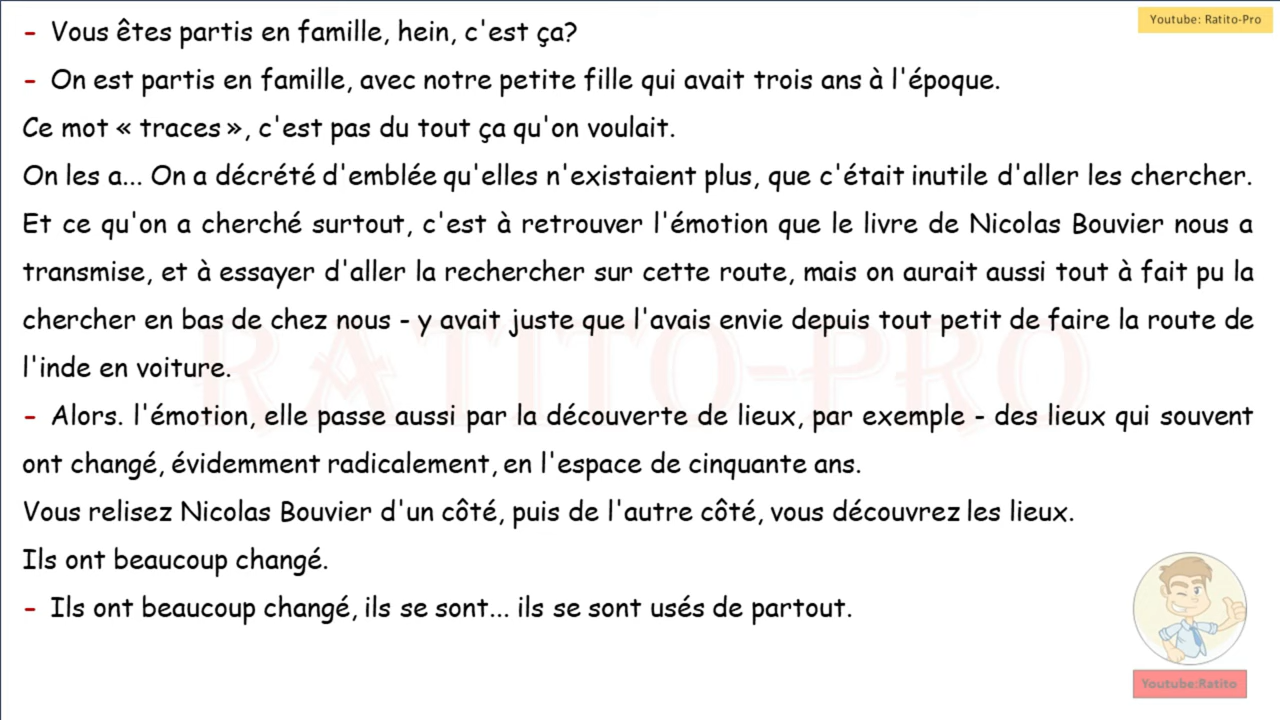 Youtube: Ratito-Pro
- Vous êtes partis en famille, hein, c'est ça?
- On est partis en famille, avec notre petite fille qui avait trois ans à l'époque.
Ce mot « traces », c'est pas du tout ça qu'on voulait.
On les a... On a décrété d'emblée qu'elles n'existaient plus, que c'était inutile d'aller les chercher.
Et ce qu'on a cherché surtout, c'est à retrouver l'émotion que le livre de Nicolas Bouvier nous a
transmise, et à essayer d'aller la rechercher sur cette route, mais on aurait aussi tout à fait pu la
chercher en bas de chez nous - y avait juste que l'avais envie depuis tout petit de faire la route de
l'inde en voiture.
RATITO-PRO
- Alors. l'émotion, elle passe aussi par la découverte de lieux, par exemple - des lieux qui souvent
ont changé, évidemment radicalement, en l'espace de cinquante ans.
Vous relisez Nicolas Bouvier d'un côté, puis de l'autre côté, vous découvrez les lieux.
Ils ont beaucoup changé.
- Ils ont beaucoup changé, ils se sont... ils se sont usés de partout.
Youtube:Ratito